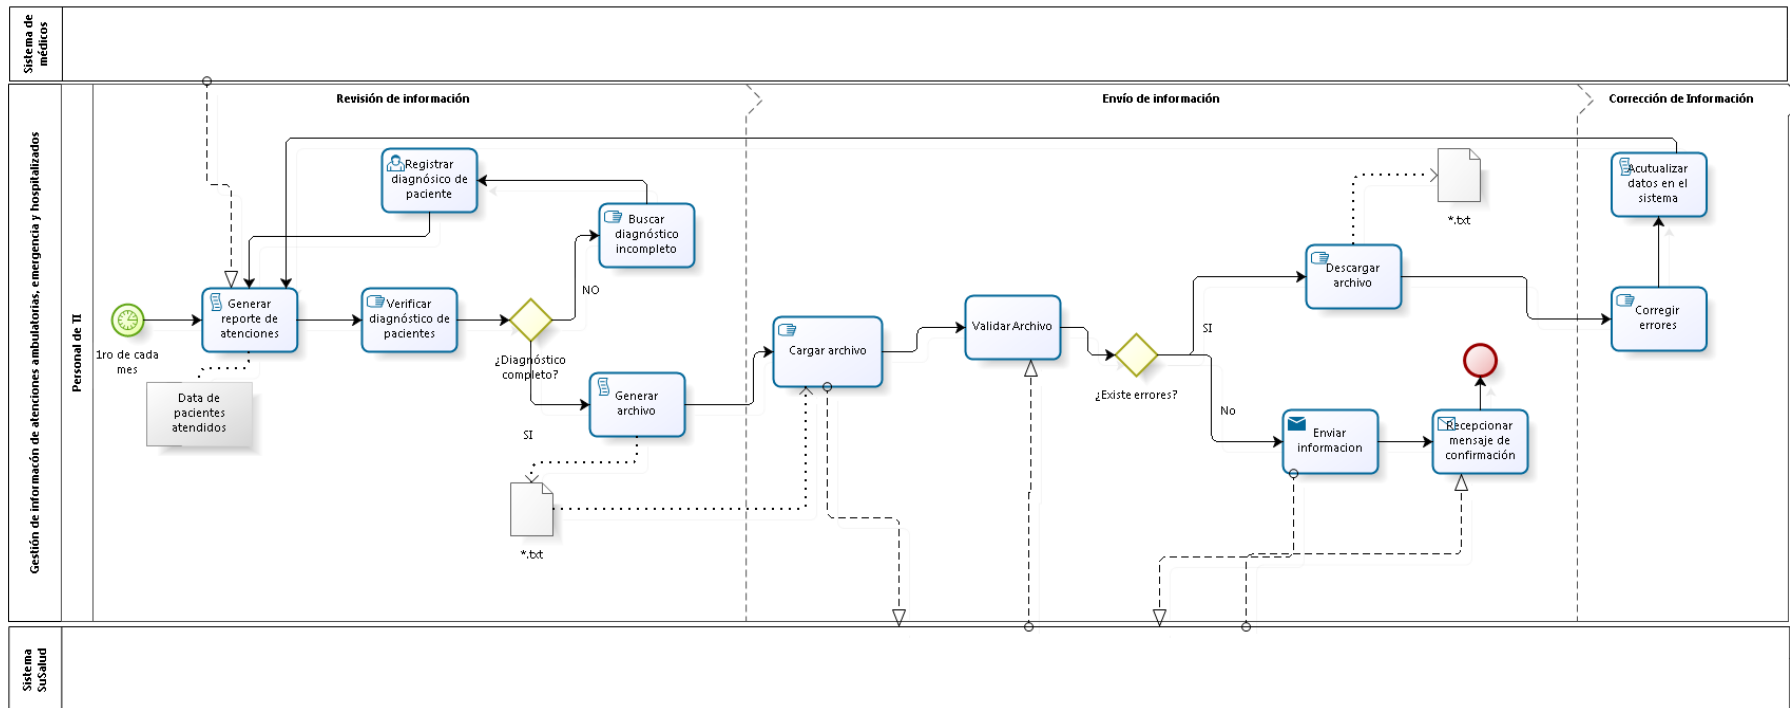 Sistema de
médicos
Gestión de informacón de atenciones ambulatorias, emergencia y hospitalizados
Personal de TI
Revisión de información
Envío de información
Corrección de Información
Registrar
diagnósico de
paciente
Buscar
diagnóstico
incompleto
NO
Generar
reporte de
atenciones
Verificar
diagnóstico de
pacientes
1ro de cada
mes
¿Diagnóstico
completo?
Data de
pacientes
atendidos
Generar
archivo
SI
*.txt
Cargar archivo
Validar Archivo
¿Existe errores?
SI
No
Descargar
archivo
*.txt
Enviar
informacion
Recepcionar
mensaje de
confirmación
Acutualizar
datos en el
sistema
Corregir
errores
Sistema
SuSalud